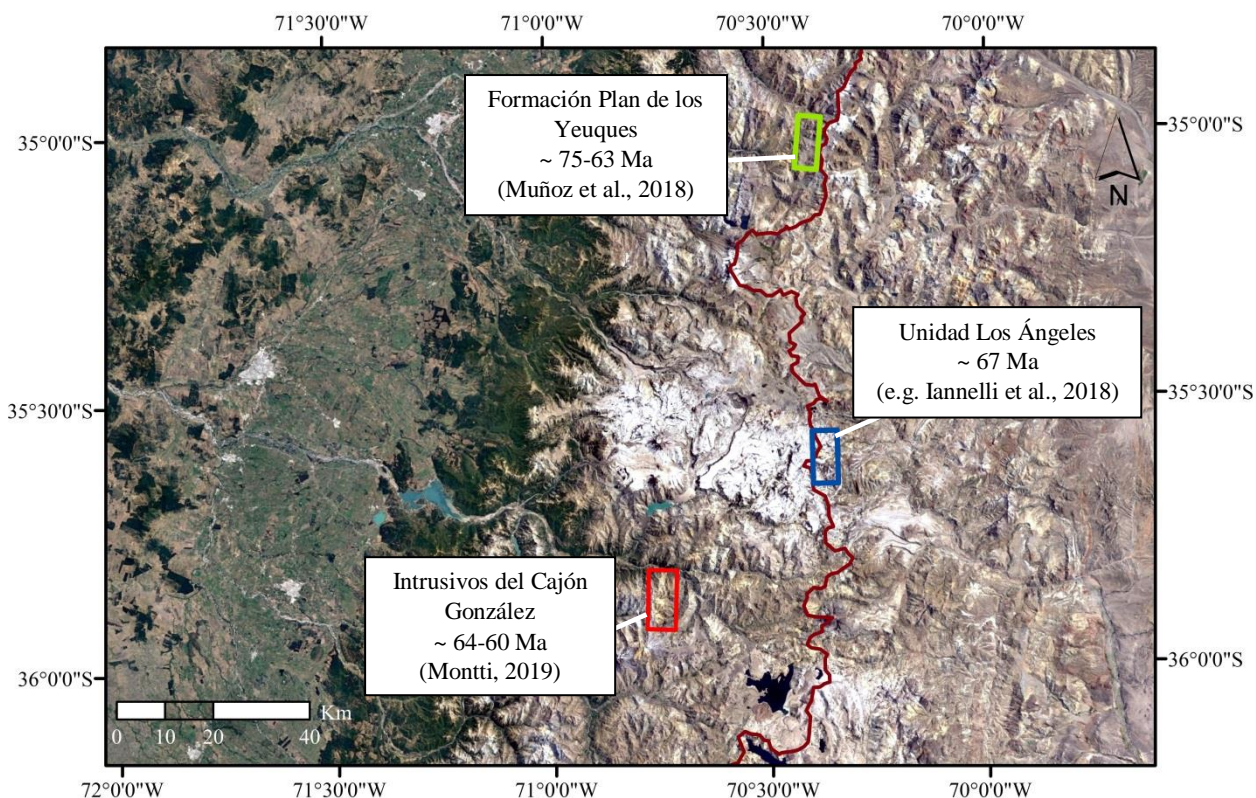 71°30'0"W
71°0'0"W
70°30'0"W
70°0'0"W
Formación Plan de los
Yeuques
~ 75-63 Ma
(Muñoz et al., 2018)
35°0'0"S
35°0'0"S
N
Unidad Los Ángeles
~ 67 Ma
(e.g. Iannelli et al., 2018)
35°30'0"S
35°30'0"S
Intrusivos del Cajón
González
~ 64-60 Ma
(Montti, 2019)
36°0'0"S
36°0'0"S
Km
0 10 20 40
72°0'0"W
71°30'0"W
71°0'0"W
70°30'0"W
70°0'0"W